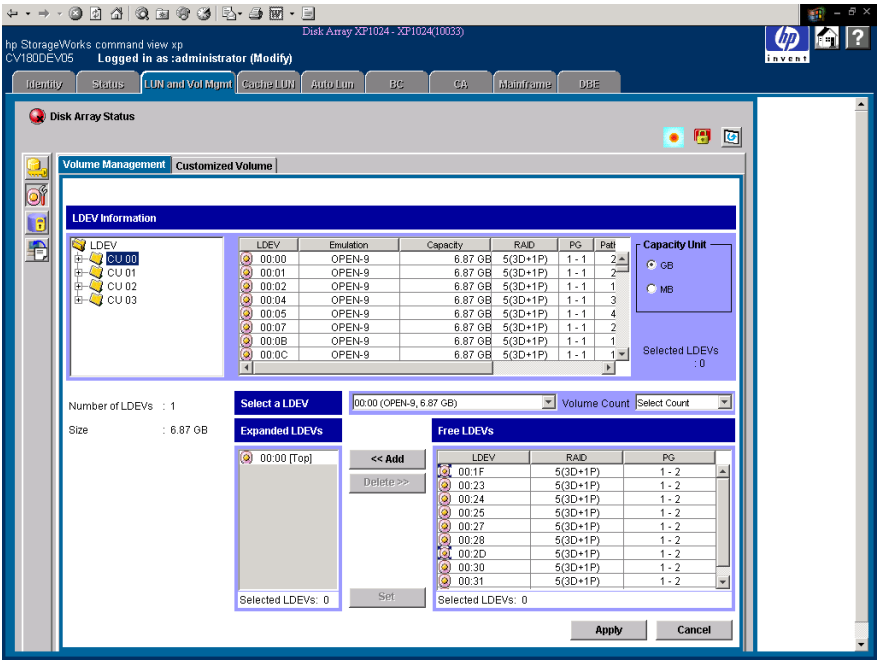 Disk Array XP1024 - XP1024(10033)
hp StorageWorks command view xp
CV180DEV05 Logged in as :administrator (Modify)
hp
invent
?
Identity Status LUN and Vol Mgmt Cache LUN Auto Lun BC CA Mainframe DBE
Disk Array Status
Volume Management Customized Volume
LDEV Information
LDEV
CU 00
CU 01
CU 02
CU 03
LDEV Emulation Capacity RAID PG Path
00:00 OPEN-9 6.87 GB 5(3D+1P) 1 - 1 2
00:01 OPEN-9 6.87 GB 5(3D+1P) 1 - 1 2
00:02 OPEN-9 6.87 GB 5(3D+1P) 1 - 1 1
00:04 OPEN-9 6.87 GB 5(3D+1P) 1 - 1 3
00:05 OPEN-9 6.87 GB 5(3D+1P) 1 - 1 4
00:07 OPEN-9 6.87 GB 5(3D+1P) 1 - 1 2
00:0B OPEN-9 6.87 GB 5(3D+1P) 1 - 1 1
00:0C OPEN-9 6.87 GB 5(3D+1P) 1 - 1 1
Capacity Unit
GB
MB
Selected LDEVs
: 0
Number of LDEVs : 1
Size : 6.87 GB
Select a LDEV 00:00 (OPEN-9, 6.87 GB) Volume Count Select Count
Expanded LDEVs
00:00 [Top]
Selected LDEVs: 0
<< Add
Delete >>
Set
Free LDEVs
LDEV RAID PG
00:1F 5(3D+1P) 1 - 2
00:23 5(3D+1P) 1 - 2
00:24 5(3D+1P) 1 - 2
00:25 5(3D+1P) 1 - 2
00:27 5(3D+1P) 1 - 2
00:28 5(3D+1P) 1 - 2
00:2D 5(3D+1P) 1 - 2
00:30 5(3D+1P) 1 - 2
00:31 5(3D+1P) 1 - 2
Selected LDEVs: 0
Apply Cancel